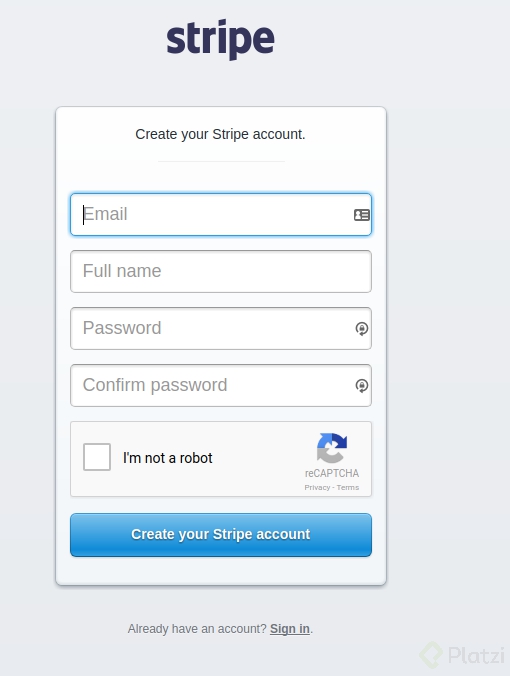 stripe
Create your Stripe account.
Email
Full name
Password
Confirm password
I'm not a robot
reCAPTCHA
Privacy - Terms
Create your Stripe account
Already have an account? Sign in.
Platzi